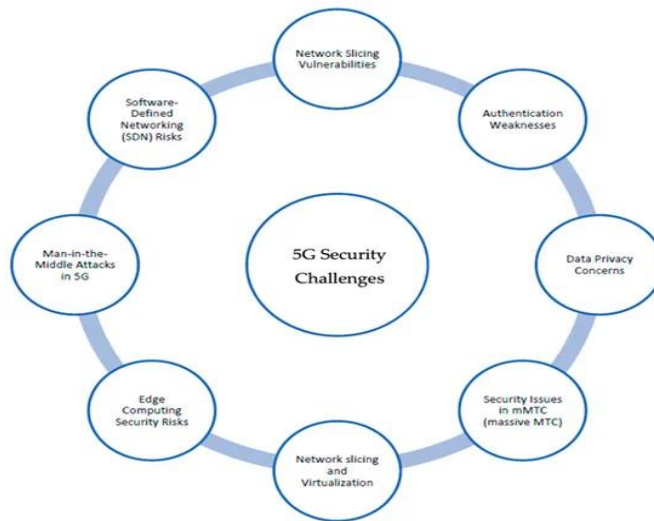 Network Slicing
Vulnerabilities
Authentication
Weaknesses
Data Privacy
Concerns
Security Issues
in mMTC
(massive MTC)
Network slicing
and
Virtualization
Edge
Computing
Security Risks
Man-in-the-
Middle Attacks
in 5G
Software-
Defined
Networking
(SDN) Risks
5G Security
Challenges